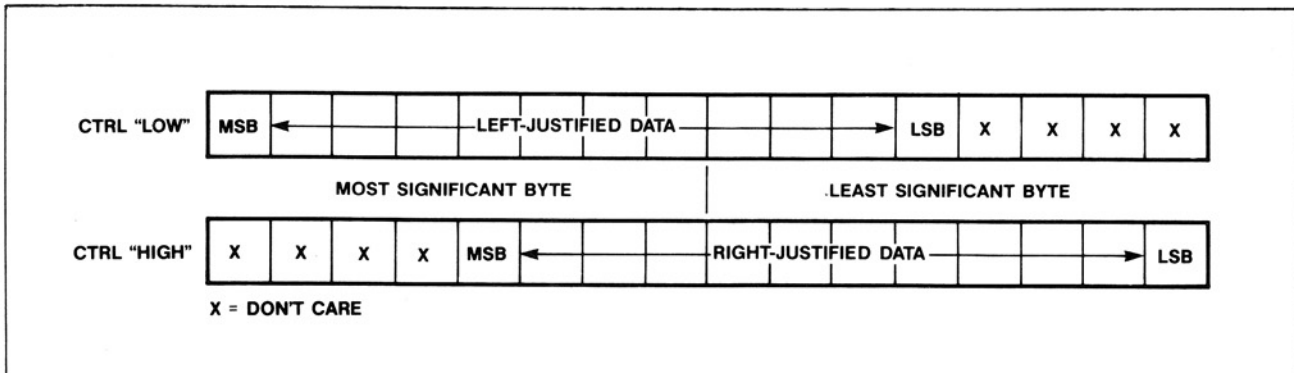 CTRL "LOW" MSB LEFT-JUSTIFIED DATA LSB X X X X
MOST SIGNIFICANT BYTE LEAST SIGNIFICANT BYTE
CTRL "HIGH" X X X X MSB RIGHT-JUSTIFIED DATA LSB
X = DON'T CARE